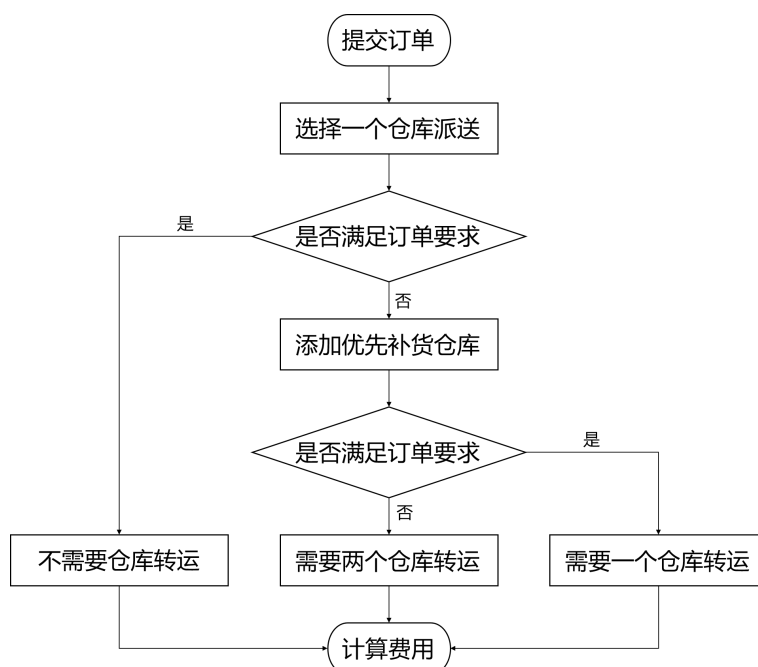 提交订单
选择一个仓库派送
是否满足订单要求
是
否
添加优先补货仓库
是否满足订单要求
是
否
不需要仓库转运
需要两个仓库转运
需要一个仓库转运
计算费用